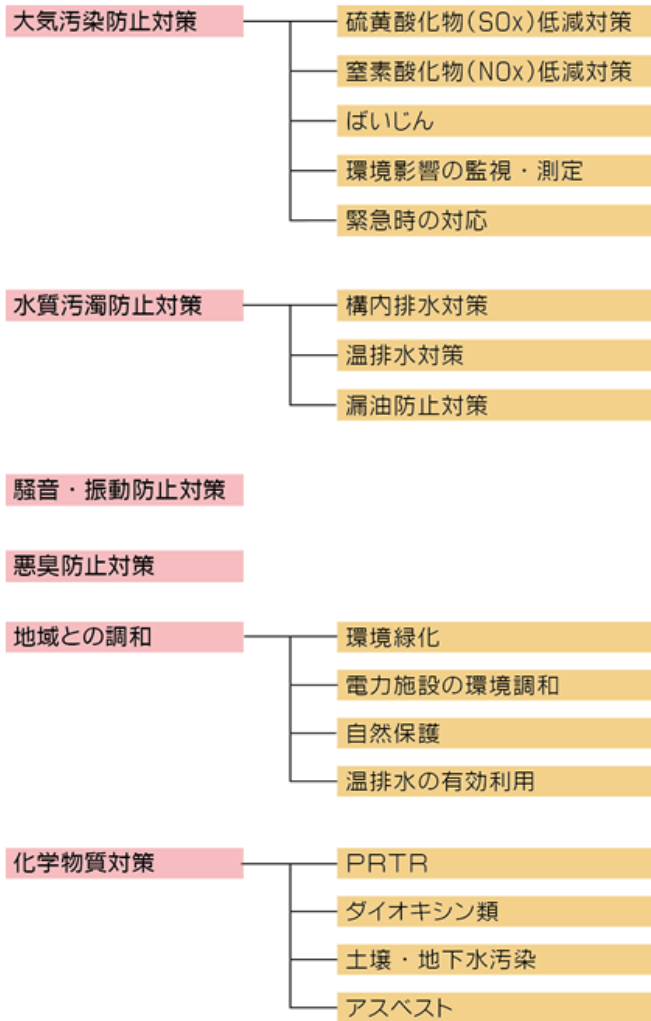 大気汚染防止対策
硫黄酸化物(SOx)低減対策
窒素酸化物(NOx)低減対策
ばいじん
環境影響の監視・測定
緊急時の対応
水質汚濁防止対策
構内排水対策
温排水対策
漏油防止対策
騒音・振動防止対策
悪臭防止対策
地域との調和
環境緑化
電力施設の環境調和
自然保護
温排水の有効利用
化学物質対策
PRTR
ダイオキシン類
土壌・地下水汚染
アスベスト